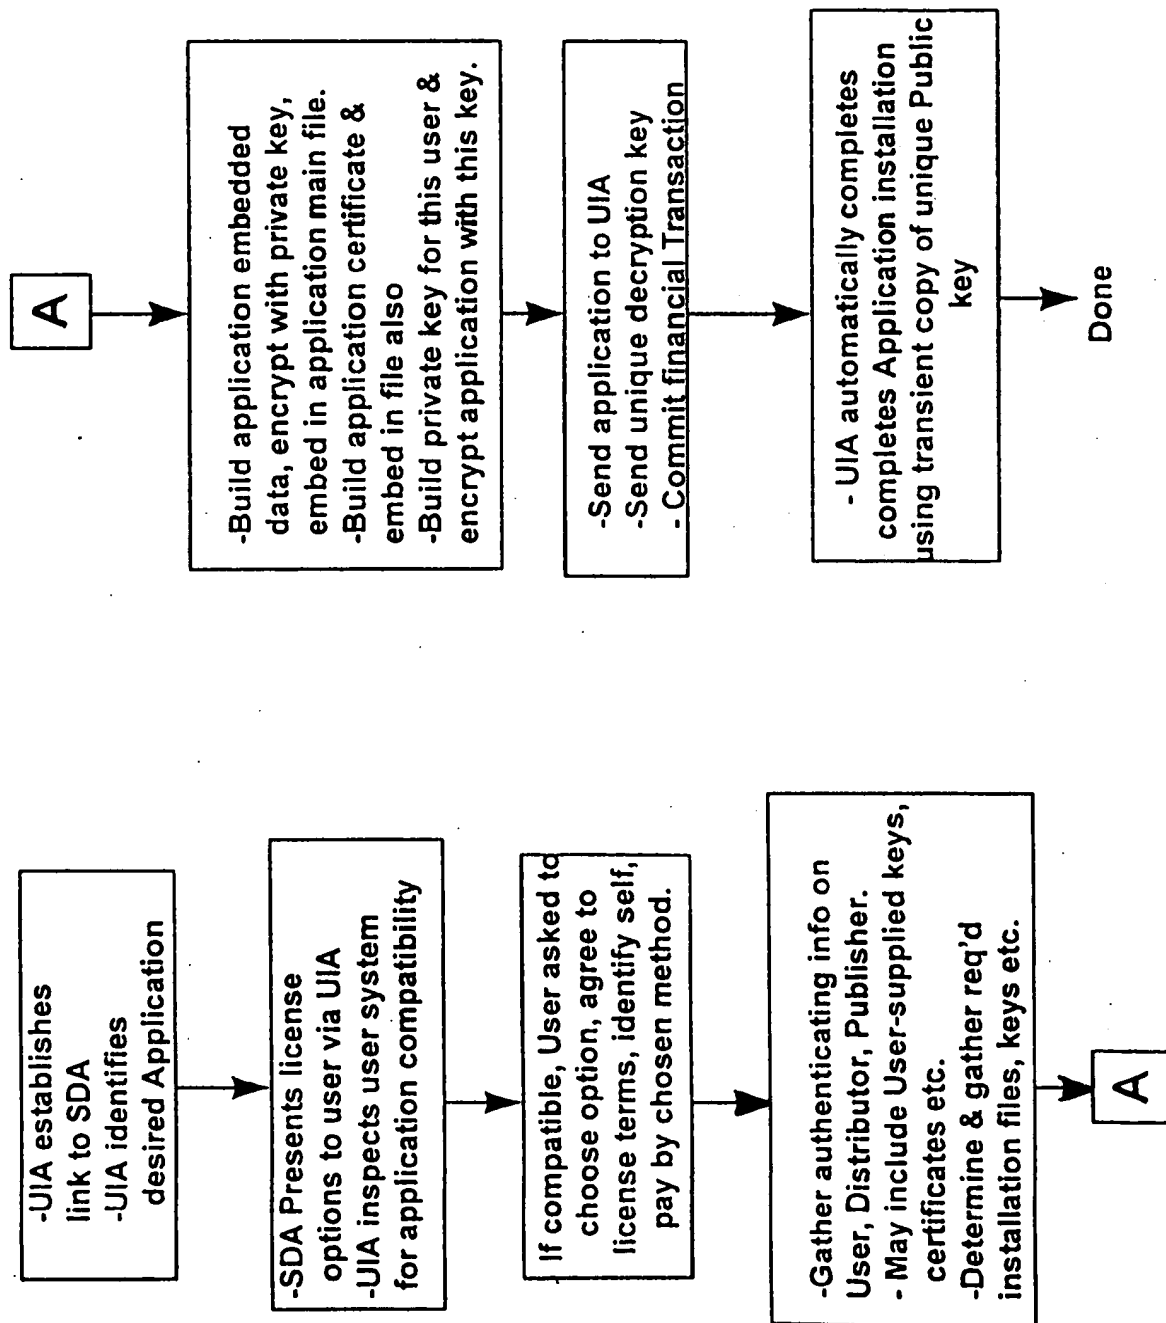 -UIA establishes
link to SDA
-UIA identifies
desired Application
-SDA Presents license
options to user via UIA
-UIA inspects user system
for application compatibility
If compatible, User asked to
choose option, agree to
license terms, identify self,
pay by chosen method.
-Gather authenticating info on
User, Distributor, Publisher.
- May include User-supplied keys,
certificates etc.
-Determine & gather req'd
installation files, keys etc.
A
A
-Build application embedded
data, encrypt with private key,
embed in application main file.
-Build application certificate &
embed in file also
-Build private key for this user &
encrypt application with this key.
-Send application to UIA
-Send unique decryption key
- Commit financial Transaction
- UIA automatically completes
completes Application installation
using transient copy of unique Public
key
Done